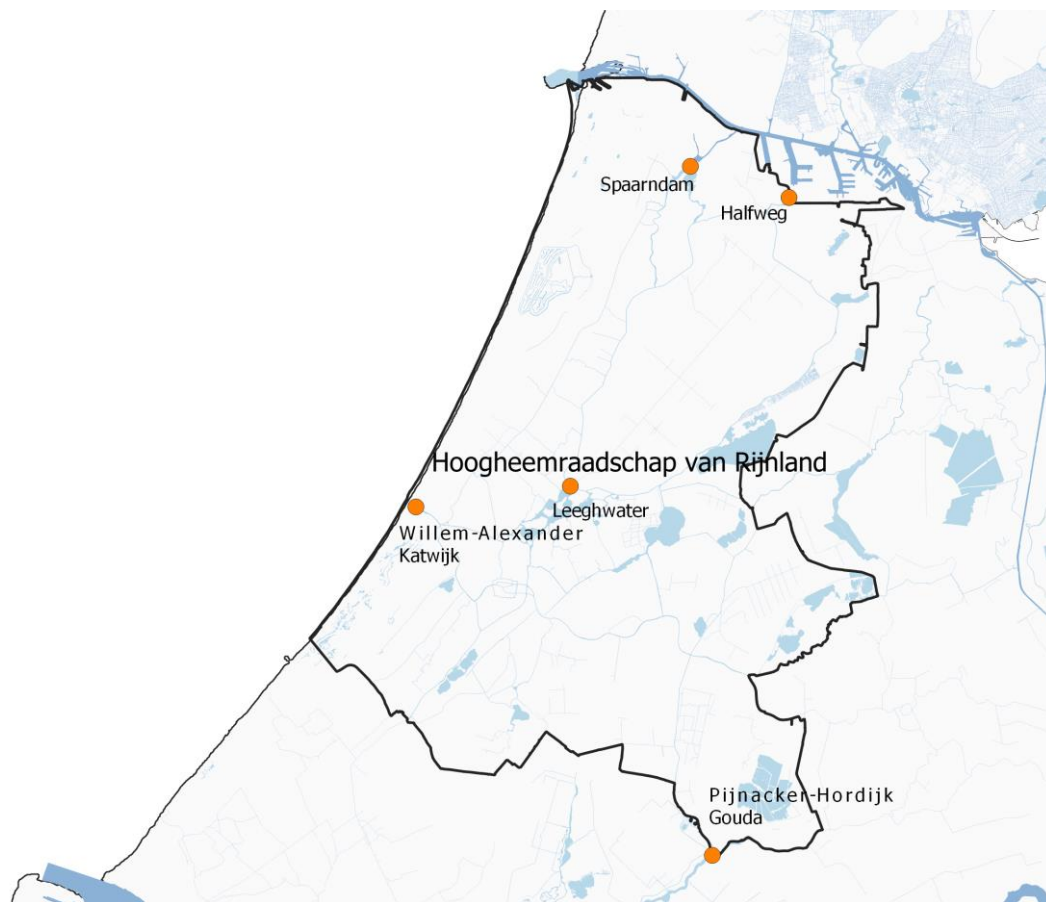 Spaarndam
Halfweg
Hoogheemraadschap van Rijnland
Leeghwater
Willem-Alexander
Katwijk
Pijnacker-Hordijk
Gouda